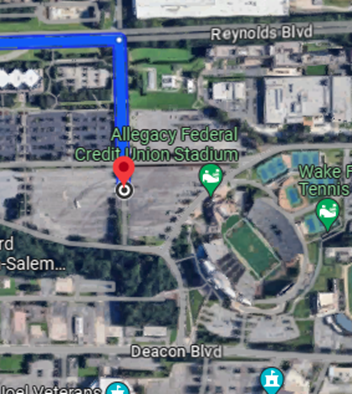 Reynolds Blvd
Allegacy Federal
Credit Union Stadium
Wake F
Tennis
rd
-Salem...
Deacon Blvd
Joel Veterans